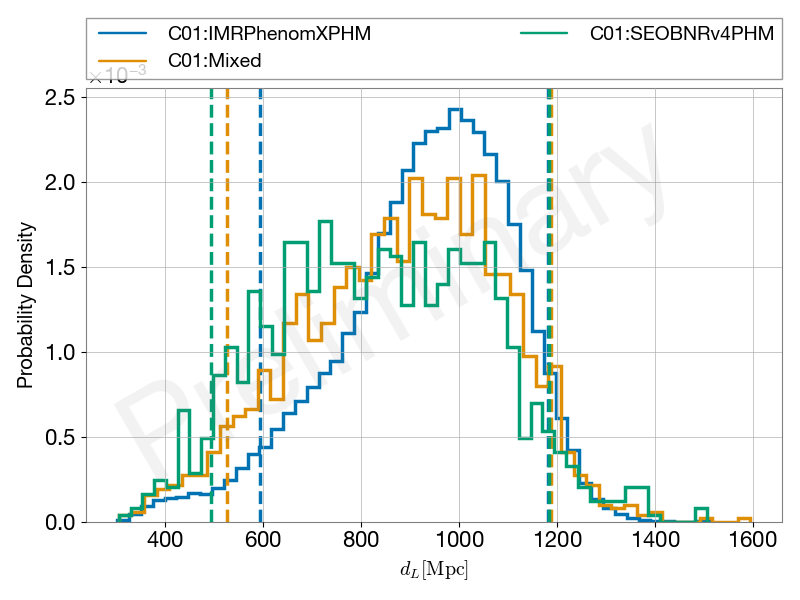 C01:IMRPhenomXPHM C01:SEOBNRv4PHM
C01:Mixed
×10⁻³
2.5
2.0
1.5
1.0
0.5
0.0
Probability Density
Preliminary
400 600 800 1000 1200 1400 1600
d_L[Mpc]